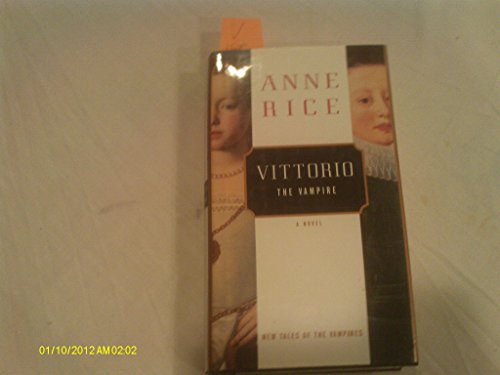 ANNE
RICE
VITTORIO
THE VAMPIRE
A NOVEL
NEW TALES OF THE VAMPIRES
01/10/2012 AM 02:02